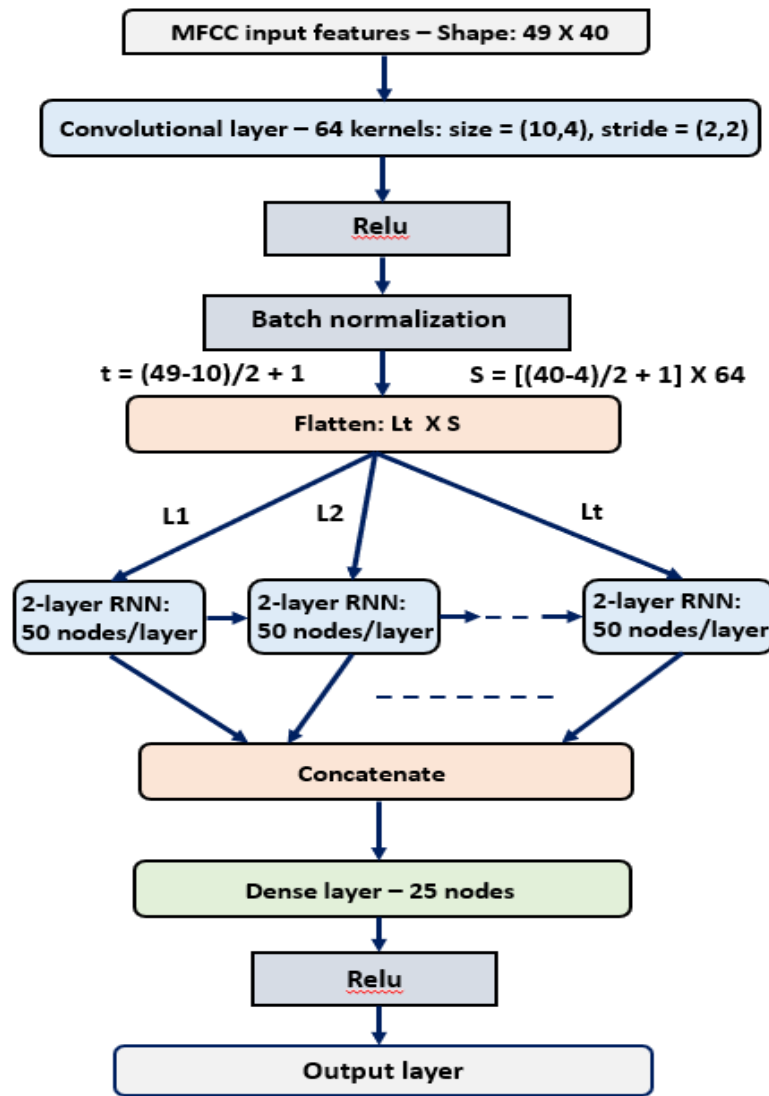 MFCC input features – Shape: 49 X 40
Convolutional layer – 64 kernels: size = (10,4), stride = (2,2)
Relu
Batch normalization
t = (49-10)/2 + 1
S = [(40-4)/2 + 1] X 64
Flatten: Lt X S
L1
L2
Lt
2-layer RNN:
50 nodes/layer
2-layer RNN:
50 nodes/layer
2-layer RNN:
50 nodes/layer
Concatenate
Dense layer – 25 nodes
Relu
Output layer